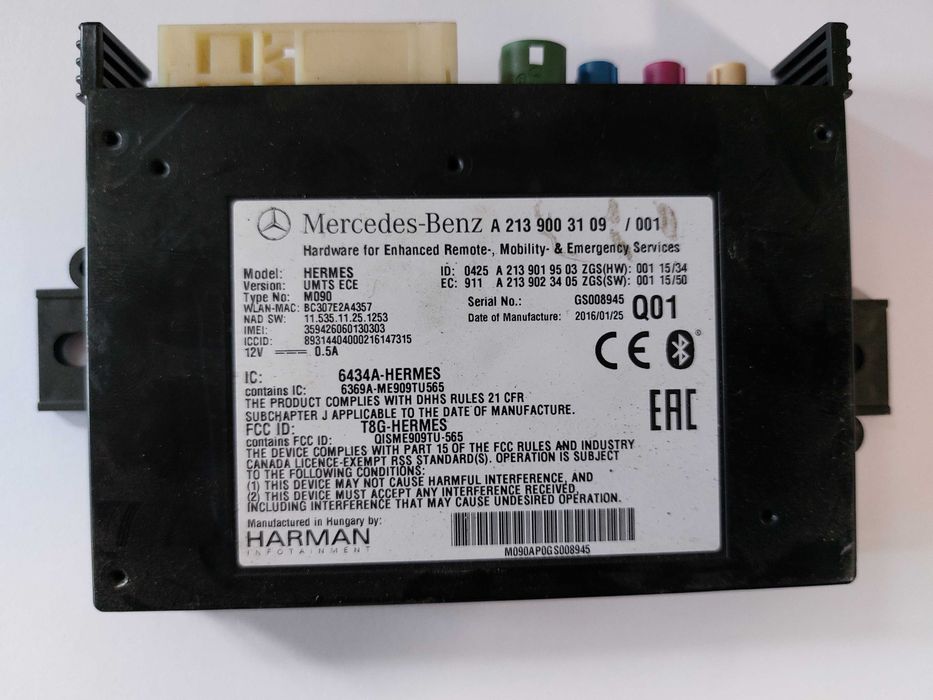 Mercedes-Benz A 213 900 31 09 / 001
Hardware for Enhanced Remote-, Mobility- & Emergency Services
Model: HERMES
Version: UMTS ECE
Type No: M090
WLAN-MAC: BC307E2A4357
NAD SW: 11.535.11.25.1253
IMEI: 359426060130303
ICCID: 89314404000216147315
12V 0.5A
ID: 0425 A 213 901 95 03 ZGS(HW): 001 15/34
EC: 911 A 213 902 34 05 ZGS(SW): 001 15/50
Serial No.: GS008945
Date of Manufacture: 2016/01/25
Q01
CE
EAC
IC: 6434A-HERMES
contains IC: 6369A-ME909TU565
THE PRODUCT COMPLIES WITH DHHS RULES 21 CFR
SUBCHAPTER J APPLICABLE TO THE DATE OF MANUFACTURE.
FCC ID: T8G-HERMES
contains FCC ID: QISME909TU-565
THE DEVICE COMPLIES WITH PART 15 OF THE FCC RULES AND INDUSTRY
CANADA LICENCE-EXEMPT RSS STANDARD(S). OPERATION IS SUBJECT
TO THE FOLLOWING CONDITIONS:
(1) THIS DEVICE MAY NOT CAUSE HARMFUL INTERFERENCE, AND
(2) THIS DEVICE MUST ACCEPT ANY INTERFERENCE RECEIVED,
INCLUDING INTERFERENCE THAT MAY CAUSE UNDESIRED OPERATION.
Manufactured in Hungary by:
HARMAN
INFOTAINMENT
M090AP0GS008945